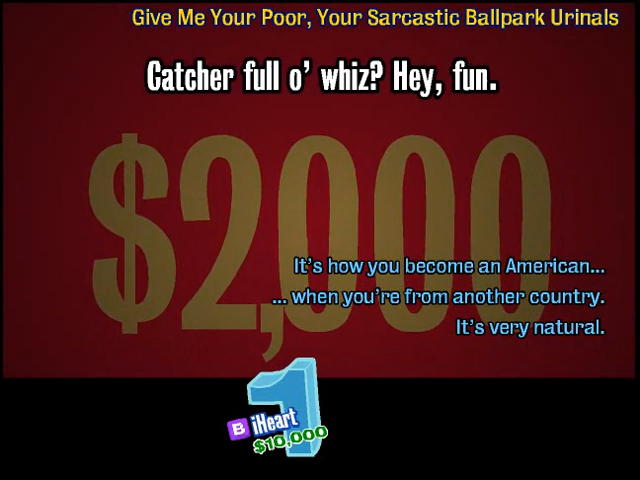 Give Me Your Poor, Your Sarcastic Ballpark Urinals
Catcher full o' whiz? Hey, fun.
$2,000
It's how you become an American...
... when you're from another country.
It's very natural.
1
B iHeart
$10,000